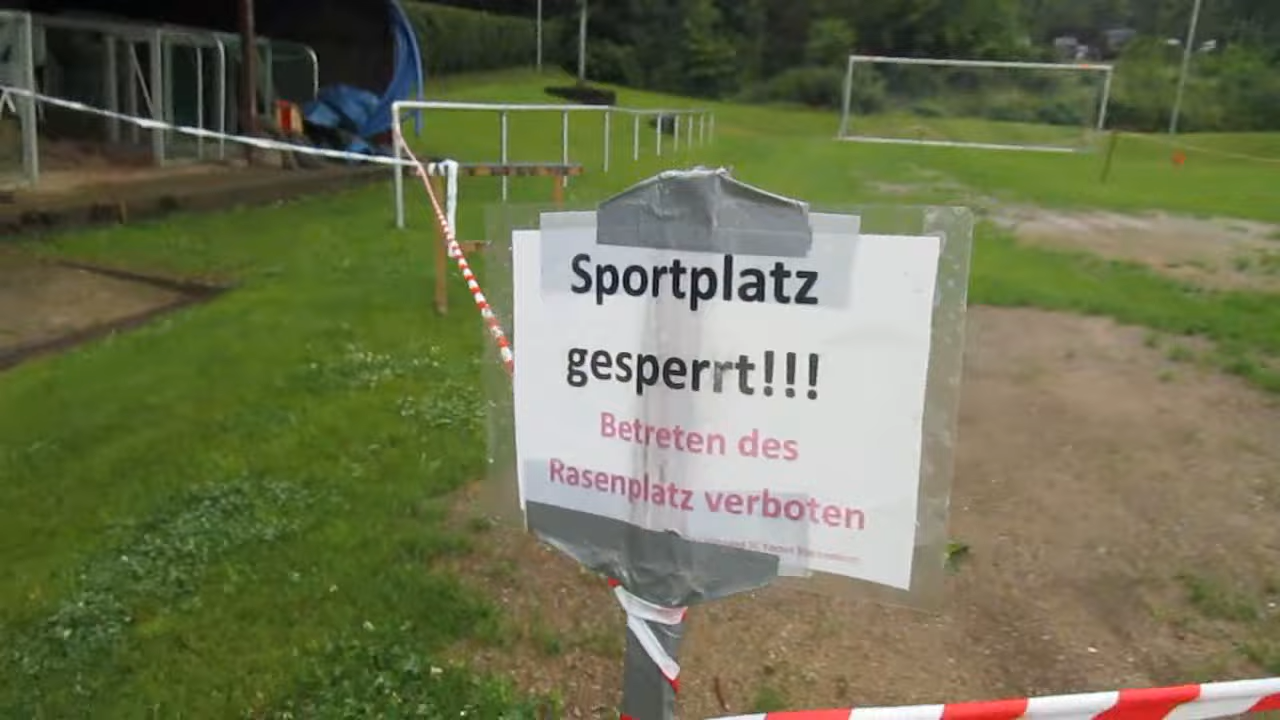 Sportplatz
gesperrt!!!
Betreten des
Rasenplatz verboten